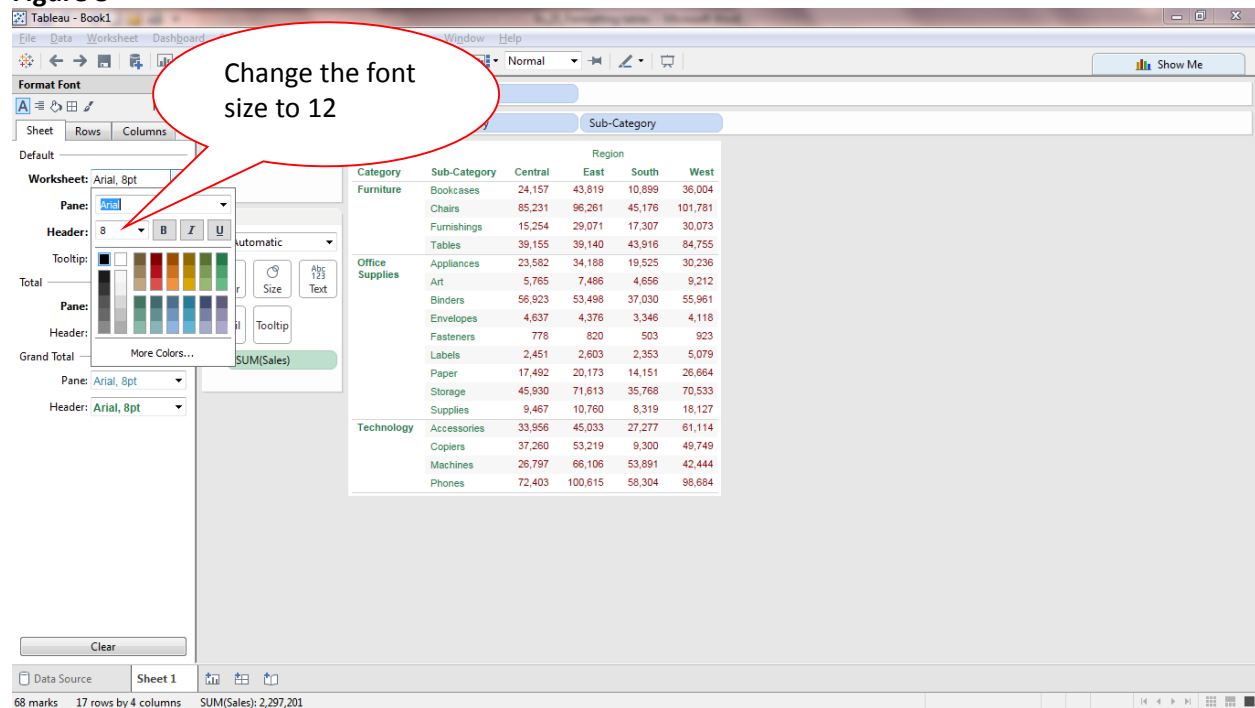 Tableau - Book1
File Data Worksheet Dashboard Window Help
Normal
Show Me
Format Font
Change the font
size to 12
Sheet Rows Columns
Sub-Category
Default
Worksheet: Arial, 8pt
Pane: Arial
Header: 8 B I U
Tooltip:
Total
Pane:
Header:
More Colors...
Grand Total
Pane: Arial, 8pt
Header: Arial, 8pt
Clear
Automatic
Size
Abc
123
Text
Tooltip
SUM(Sales)
Region
Category Sub-Category Central East South West
Furniture Bookcases 24,157 43,819 10,899 36,004
Chairs 85,231 96,261 45,176 101,781
Furnishings 15,254 29,071 17,307 30,073
Tables 39,155 39,140 43,916 84,755
Office Appliances 23,582 34,188 19,525 30,236
Supplies
Art 5,765 7,486 4,656 9,212
Binders 56,923 53,498 37,030 55,961
Envelopes 4,637 4,376 3,346 4,118
Fasteners 778 820 503 923
Labels 2,451 2,603 2,353 5,079
Paper 17,492 20,173 14,151 26,664
Storage 45,930 71,613 35,768 70,533
Supplies 9,467 10,760 8,319 18,127
Technology Accessories 33,956 45,033 27,277 61,114
Copiers 37,260 53,219 9,300 49,749
Machines 26,797 66,106 53,891 42,444
Phones 72,403 100,615 58,304 98,684
Data Source Sheet 1
68 marks 17 rows by 4 columns SUM(Sales): 2,297,201